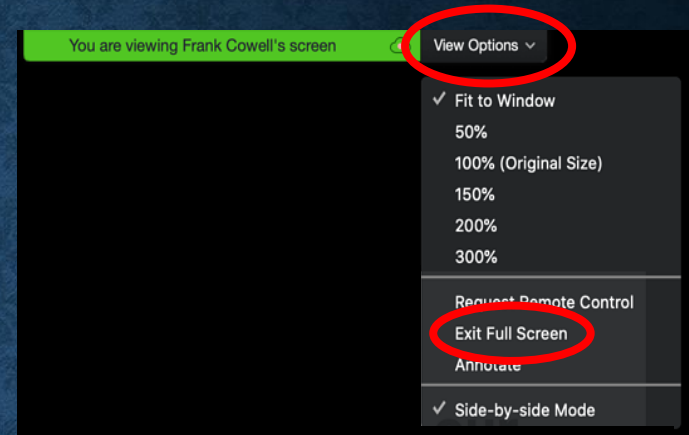 You are viewing Frank Cowell's screen
View Options
Fit to Window
50%
100% (Original Size)
150%
200%
300%
Request Remote Control
Exit Full Screen
Annotate
Side-by-side Mode